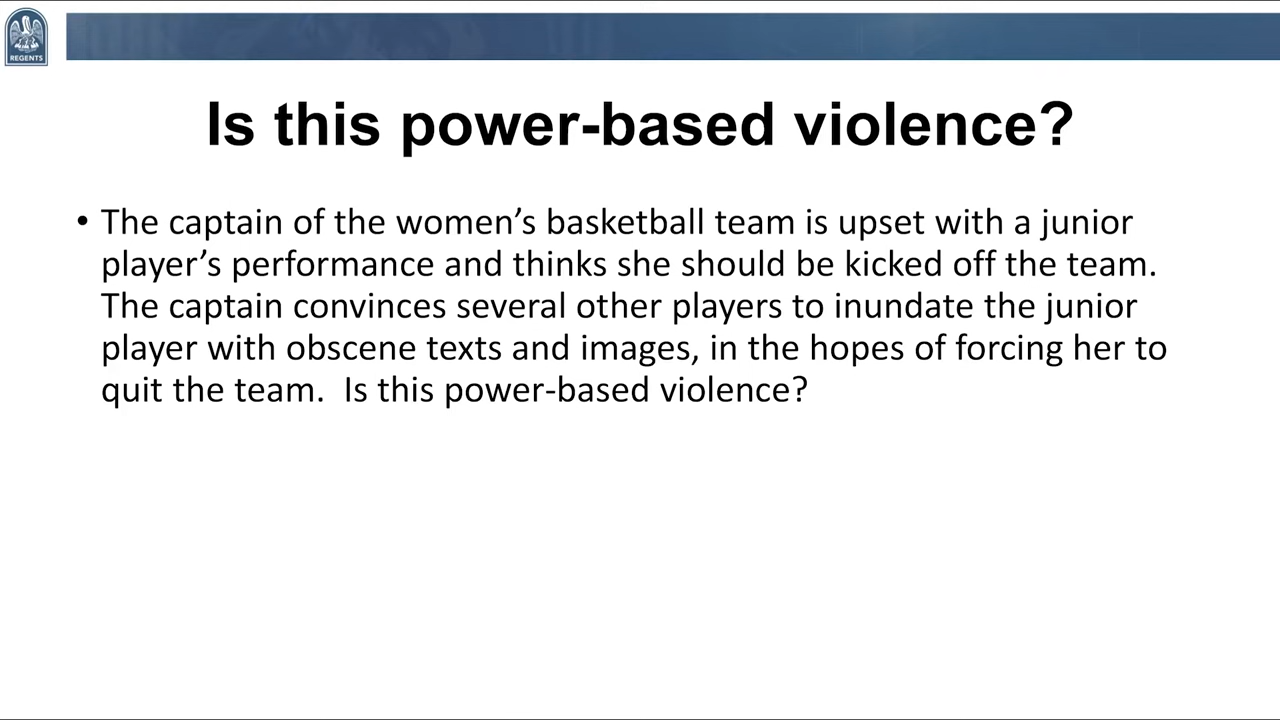 REGENTS
Is this power-based violence?
• The captain of the women’s basketball team is upset with a junior
player’s performance and thinks she should be kicked off the team.
The captain convinces several other players to inundate the junior
player with obscene texts and images, in the hopes of forcing her to
quit the team.  Is this power-based violence?